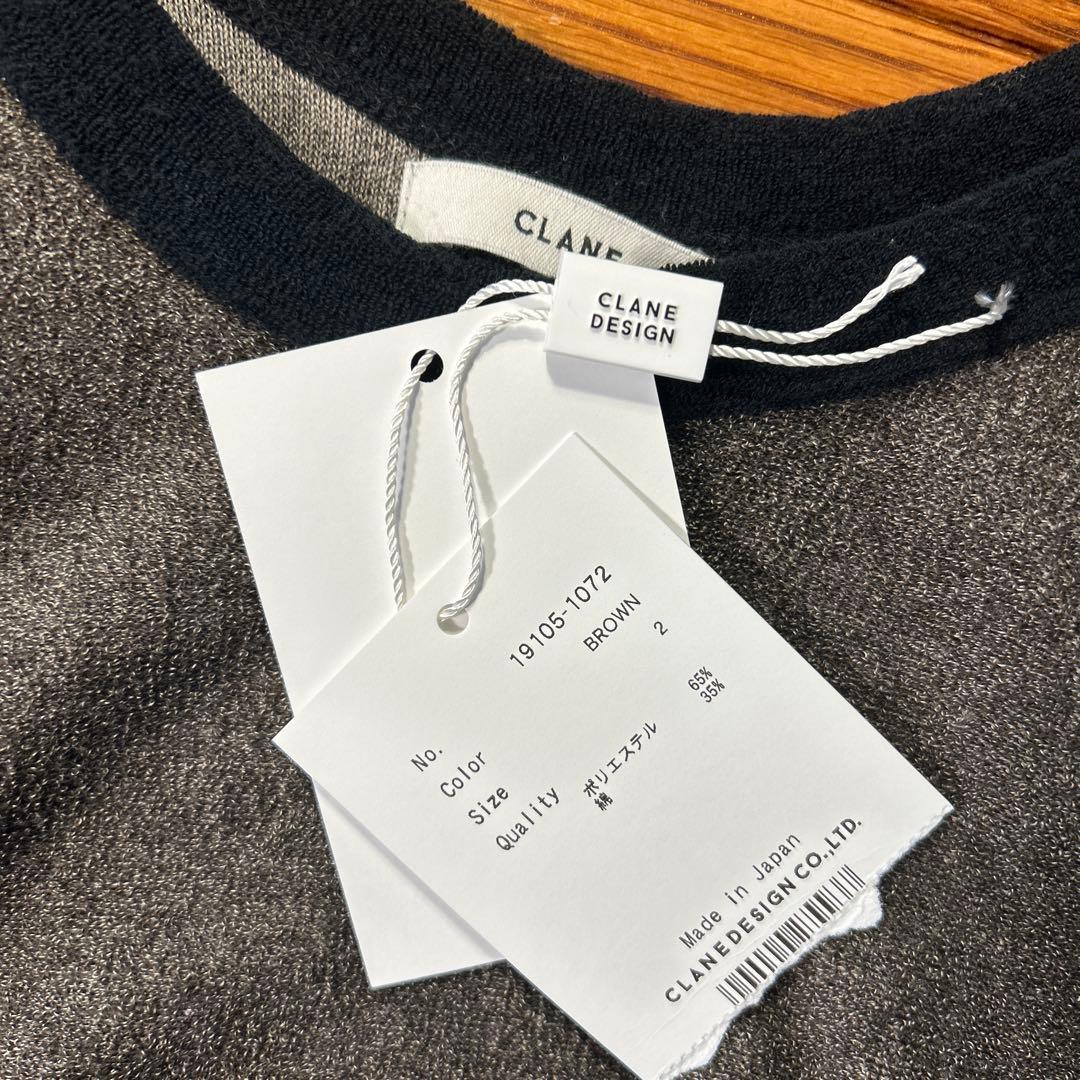 CLANE
CLANE
DESIGN
No. 19105-1072
Color BROWN
Size 2
Quality ポリエステル 65%
綿 35%
Made in Japan
CLANE DESIGN CO.,LTD.